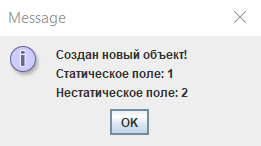 Message
Создан новый объект!
Статическое поле: 1
Нестатическое поле: 2
OK